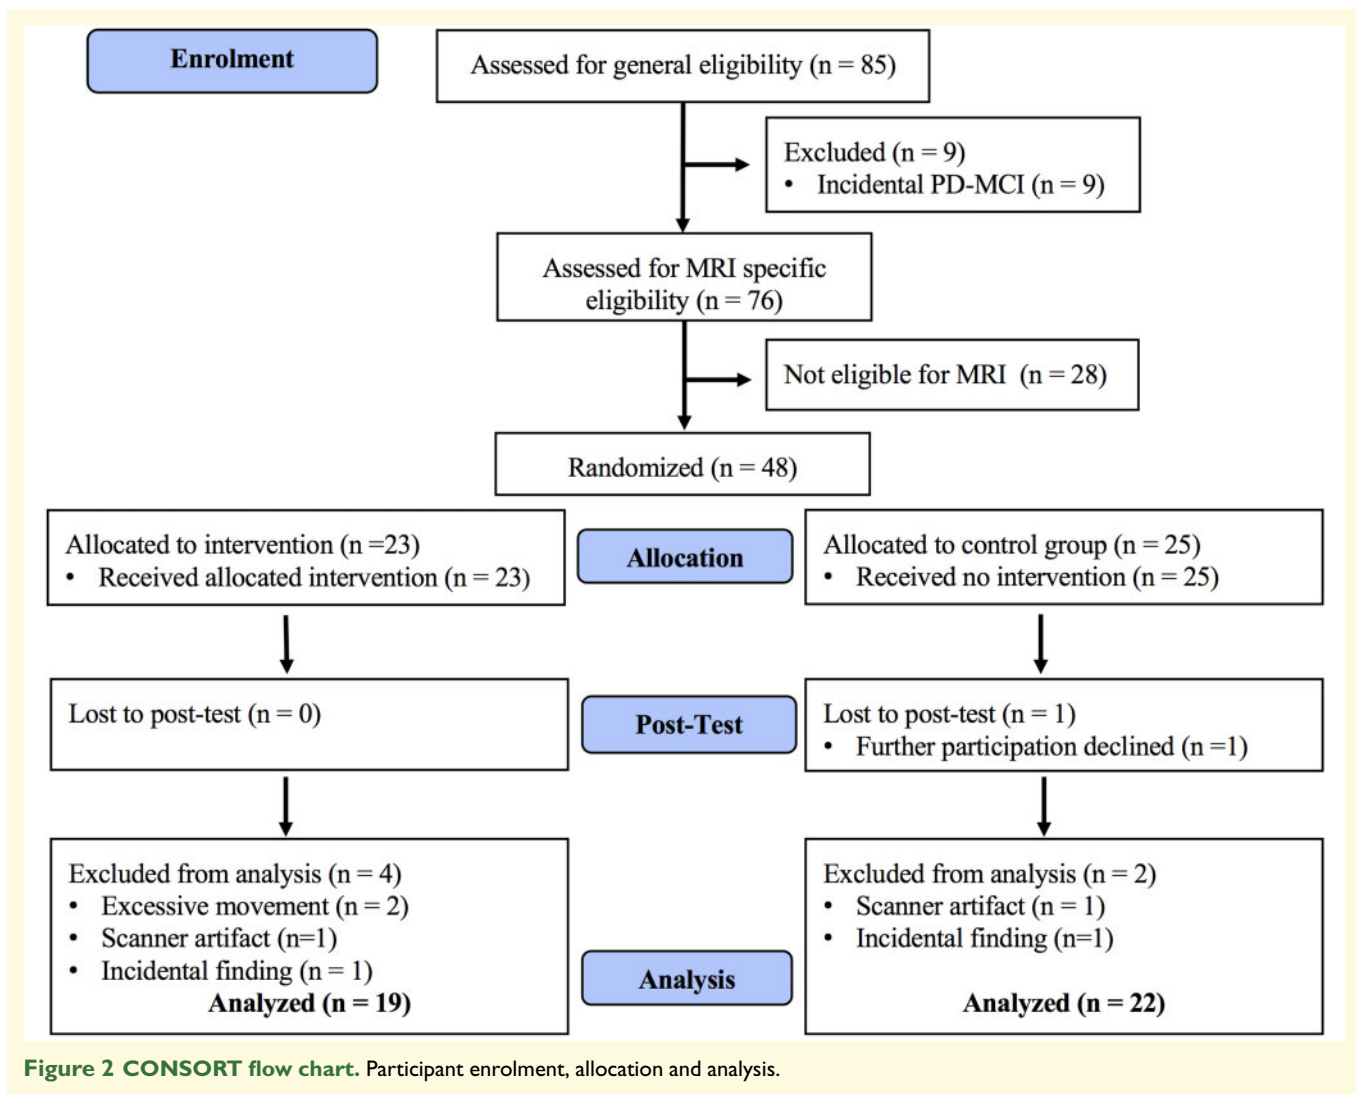 Enrolment
Assessed for general eligibility (n = 85)
Excluded (n = 9)
• Incidental PD-MCI (n = 9)
Assessed for MRI specific
eligibility (n = 76)
Not eligible for MRI (n = 28)
Randomized (n = 48)
Allocated to intervention (n =23)
• Received allocated intervention (n = 23)
Allocation
Allocated to control group (n = 25)
• Received no intervention (n = 25)
Lost to post-test (n = 0)
Post-Test
Lost to post-test (n = 1)
• Further participation declined (n =1)
Excluded from analysis (n = 4)
• Excessive movement (n = 2)
• Scanner artifact (n=1)
• Incidental finding (n = 1)
Analyzed (n = 19)
Analysis
Excluded from analysis (n = 2)
• Scanner artifact (n = 1)
• Incidental finding (n=1)
Analyzed (n = 22)
Figure 2 CONSORT flow chart. Participant enrolment, allocation and analysis.